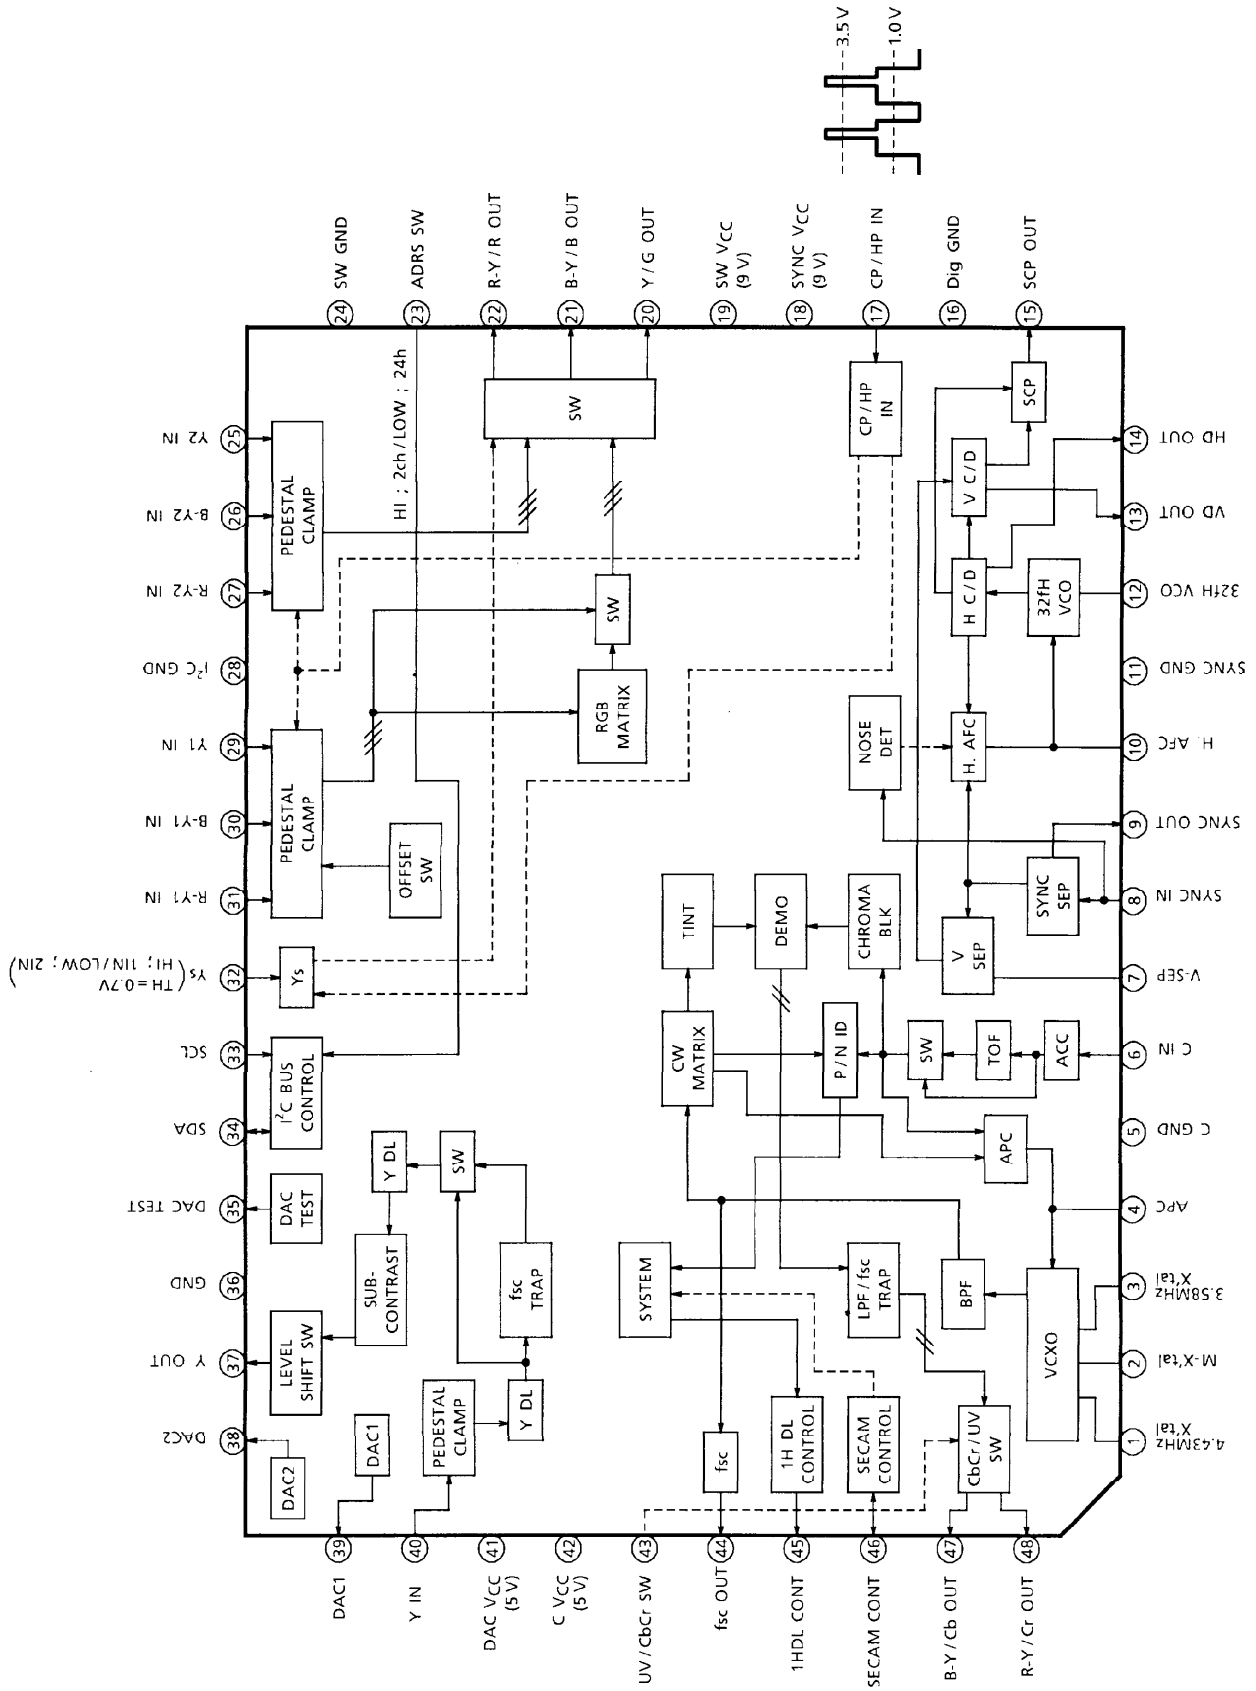 3.5 V
1.0 V
24 SW GND
23 ADRS SW
22 R-Y/R OUT
21 B-Y/B OUT
20 Y/G OUT
19 SW VCC
(9 V)
18 SYNC VCC
(9 V)
17 CP/HP IN
16 Dig GND
15 SCP OUT
25 Y2 IN
26 B-Y2 IN
27 R-Y2 IN
28 I²C GND
29 Y1 IN
30 B-Y1 IN
31 R-Y1 IN
32 Ys (TH=0.7V
HI; 1IN/LOW; 2IN)
33 SCL
34 SDA
35 DAC TEST
36 GND
37 Y OUT
38 DAC2
PEDESTAL
CLAMP
HI ; 2ch/LOW ; 24h
SW
CP/HP
IN
SCP
V C/D
H C/D
32fH
VCO
SW
RGB
MATRIX
PEDESTAL
CLAMP
OFFSET
SW
NOSE
DET
H. AFC
SYNC
SEP
V
SEP
TINT
DEMO
CHROMA
BLK
Ys
I²C BUS
CONTROL
CW
MATRIX
P/N ID
SW
TOF
ACC
APC
DAC
TEST
Y DL
SW
SUB-
CONTRAST
fsc
TRAP
SYSTEM
LPF/fsc
TRAP
BPF
VCXO
LEVEL
SHIFT SW
DAC1
DAC2
PEDESTAL
CLAMP
Y DL
fsc
1H DL
CONTROL
SECAM
CONTROL
CbCr/UV
SW
14 HD OUT
13 VD OUT
12 32fH VCO
11 SYNC GND
10 H. AFC
9 SYNC OUT
8 SYNC IN
7 V-SEP
6 C IN
5 C GND
4 APC
3 3.58MHz
X'tal
2 M-X'tal
1 4.43MHz
X'tal
39 DAC1
40 Y IN
41 DAC VCC
(5 V)
42 C VCC
(5 V)
43 UV/CbCr SW
44 fsc OUT
45 1HDL CONT
46 SECAM CONT
47 B-Y/Cb OUT
48 R-Y/Cr OUT